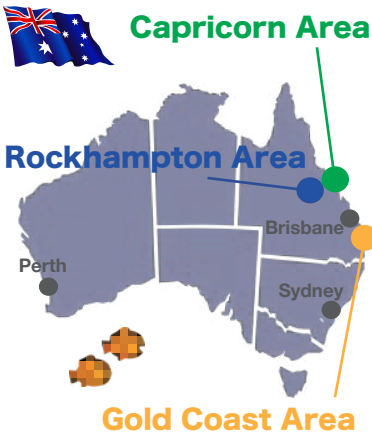 Capricorn Area
Rockhampton Area
Brisbane
Perth
Sydney
Gold Coast Area